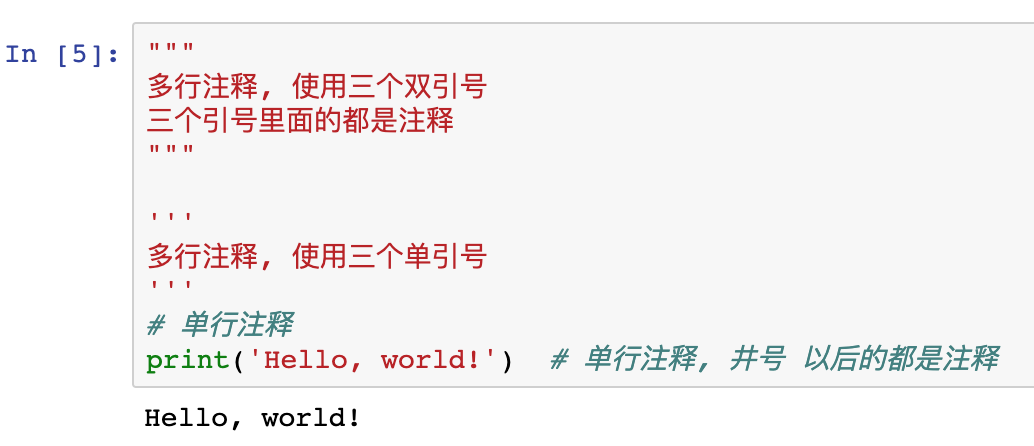 In [5]:
"""
多行注释, 使用三个双引号
三个引号里面的都是注释
"""
'''
多行注释, 使用三个单引号
'''
# 单行注释
print('Hello, world!')  # 单行注释, 井号 以后的都是注释
Hello, world!